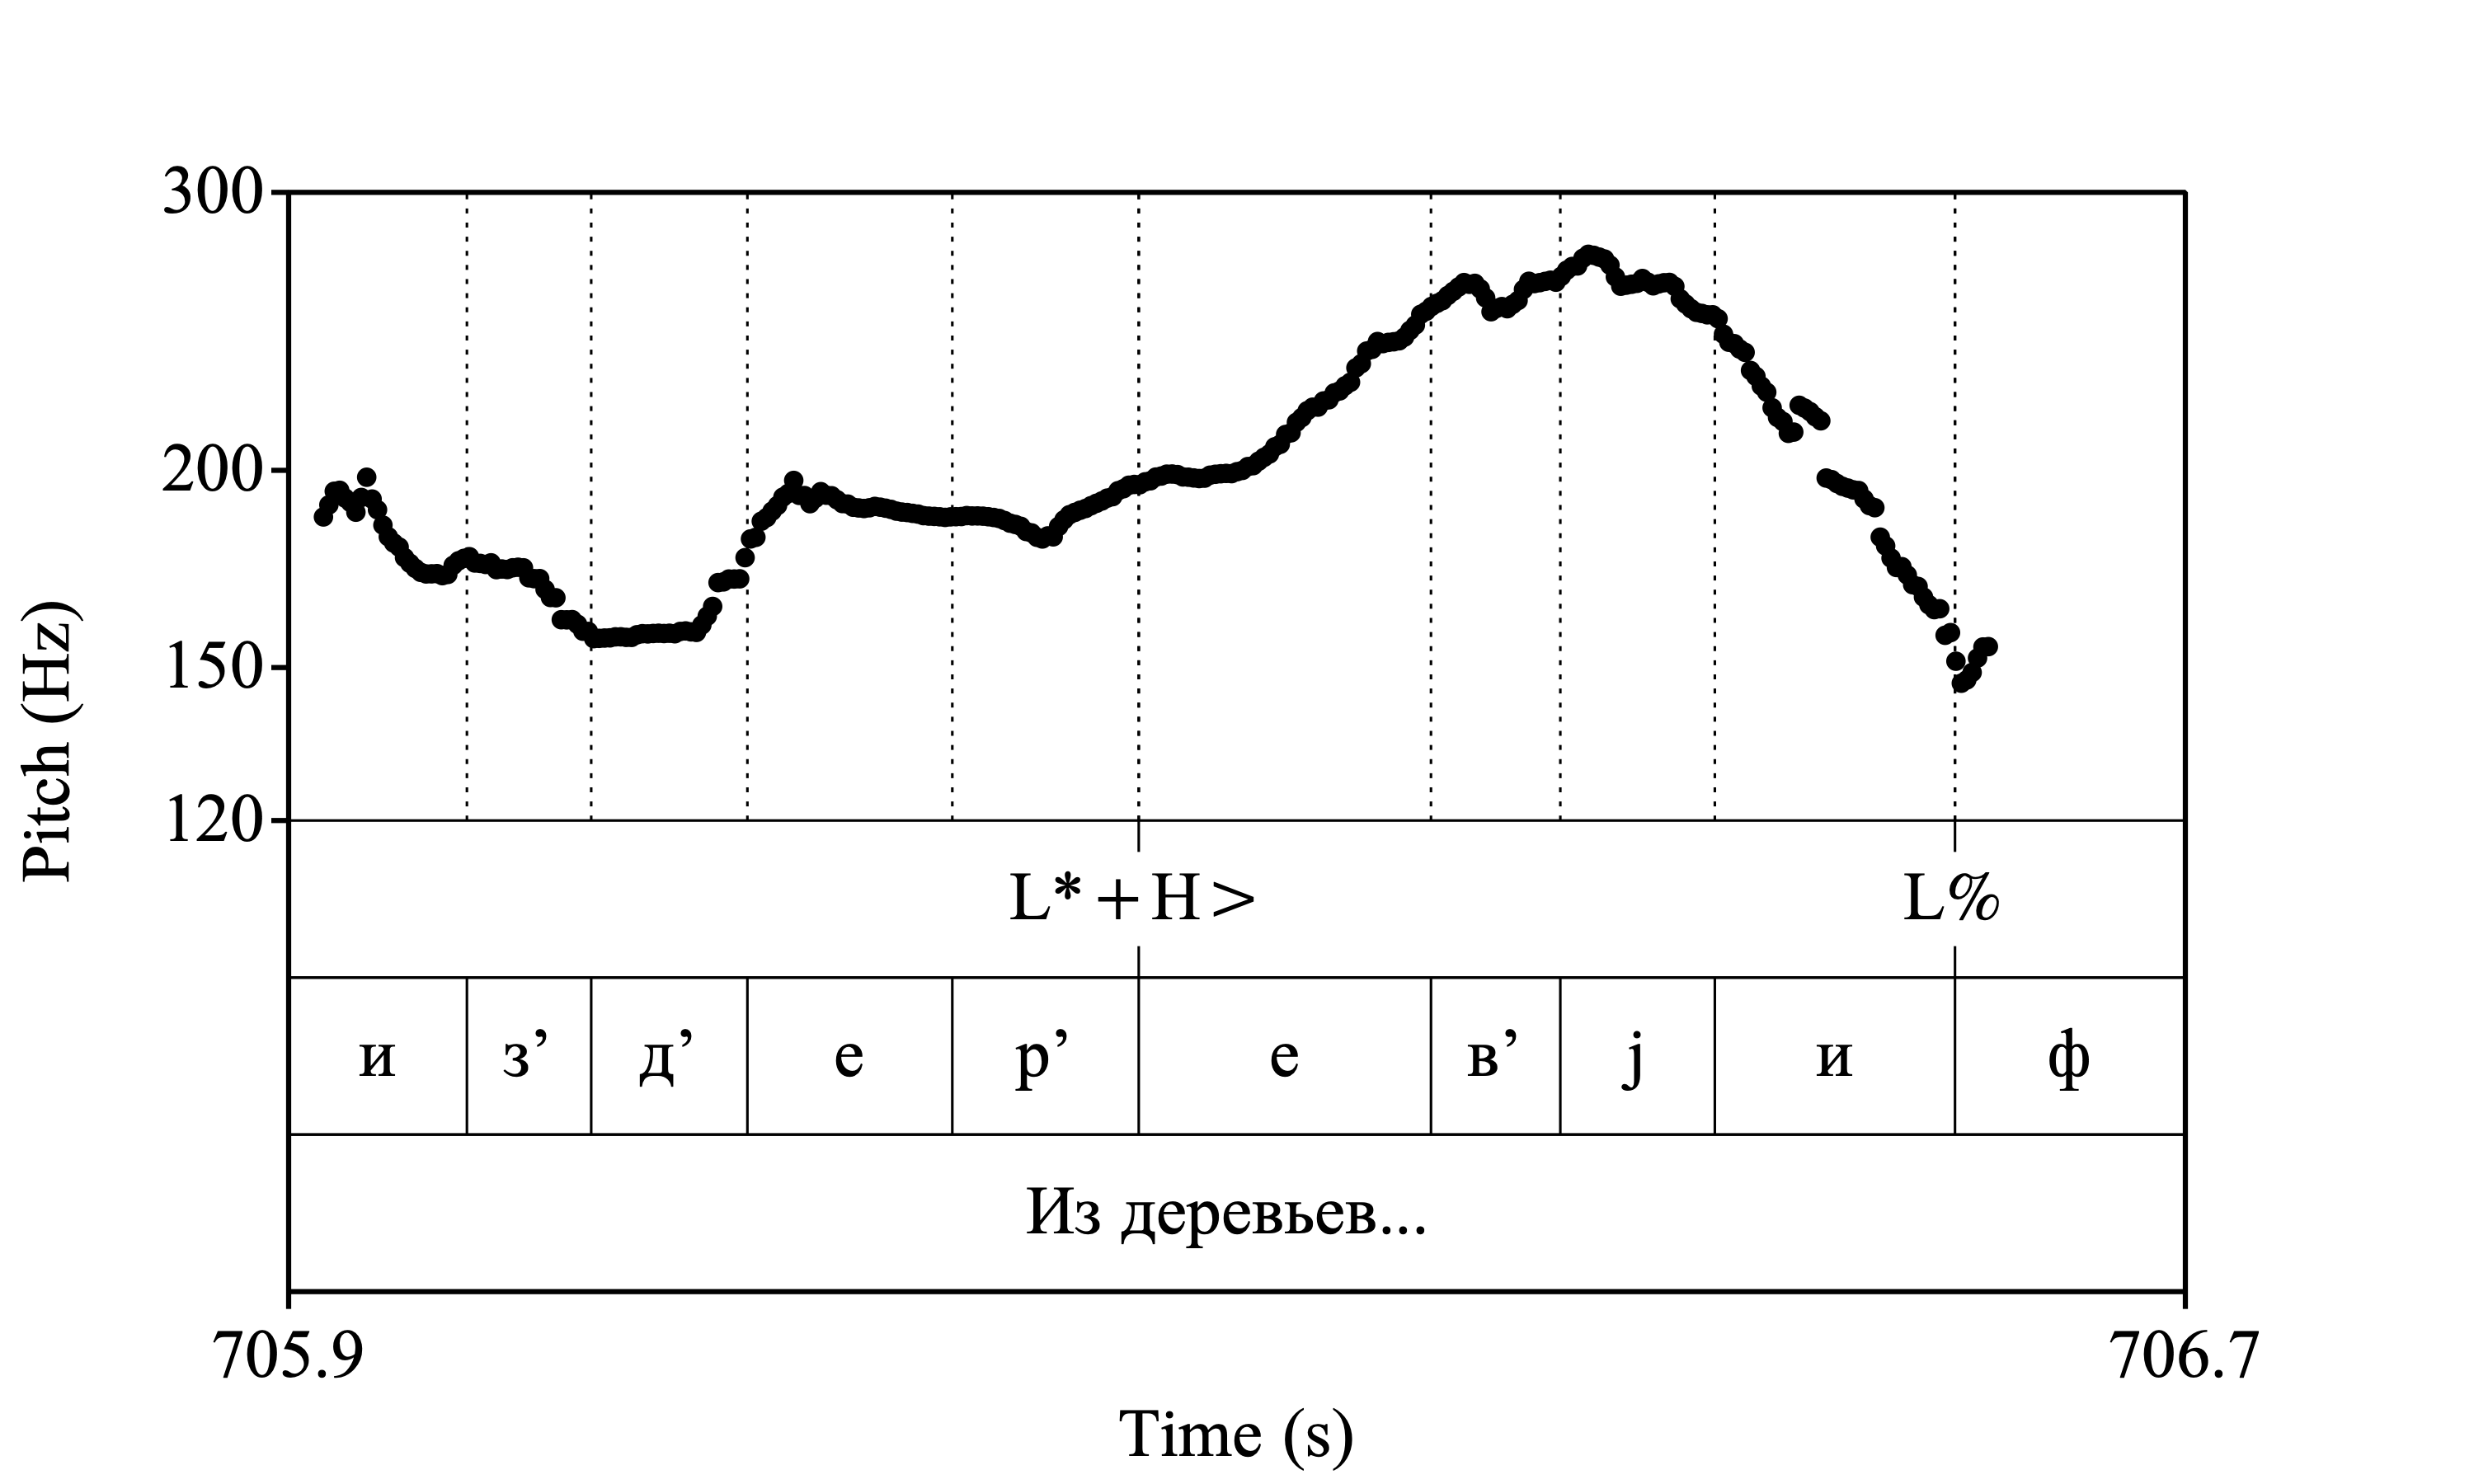 300
200
150
120
Pitch (Hz)
L*+H> L%
и з’ д’ е р’ е в’ j и ф
Из деревьев...
705.9 706.7
Time (s)